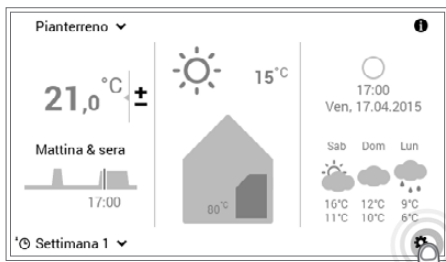 Pianterreno
21,0 °C ±
15°C
17:00
Ven, 17.04.2015
Mattina & sera
17:00
80°C
Sab Dom Lun
16°C 12°C 9°C
11°C 10°C 6°C
Settimana 1